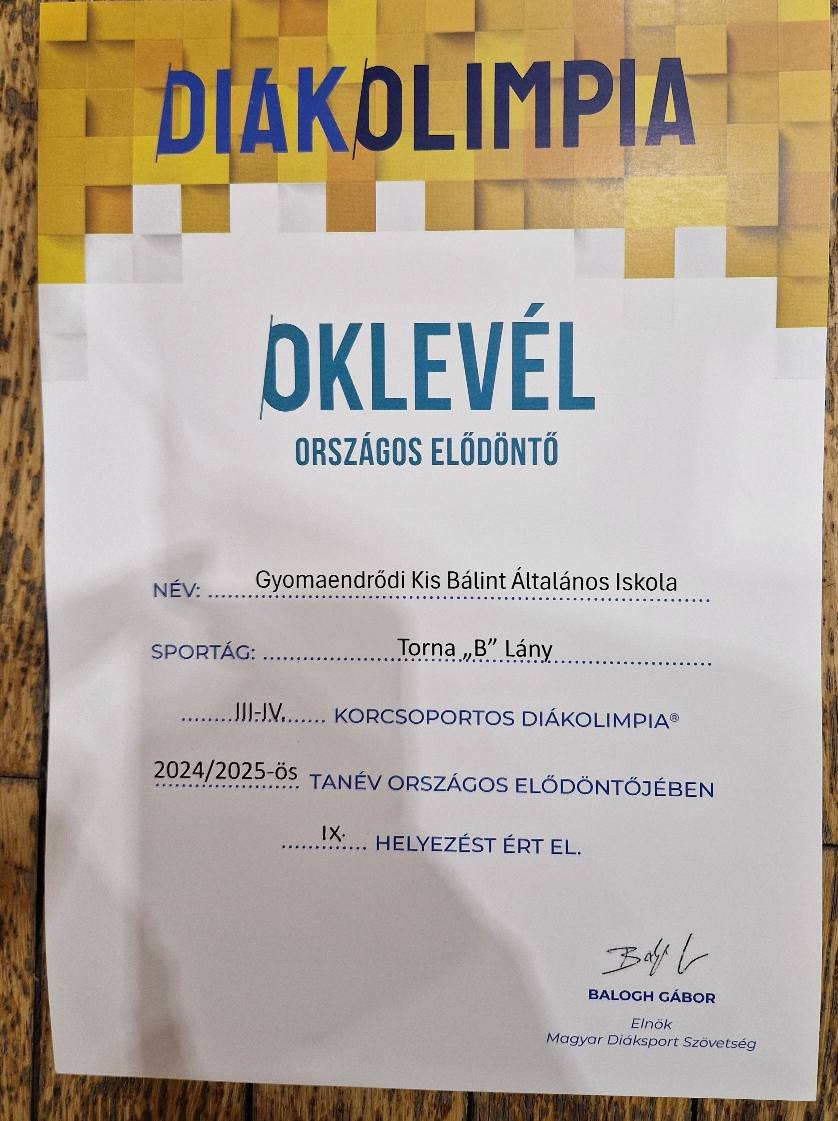 DIÁKOLIMPIA
OKLEVÉL
ORSZÁGOS ELŐDÖNTŐ
NÉV: Gyomaendrődi Kis Bálint Általános Iskola
SPORTÁG: Torna „B” Lány
III-IV. KORCSOPORTOS DIÁKOLIMPIA®
2024/2025-ös TANÉV ORSZÁGOS ELŐDÖNTŐJÉBEN
IX. HELYEZÉST ÉRT EL.
BALOGH GÁBOR
Elnök
Magyar Diáksport Szövetség